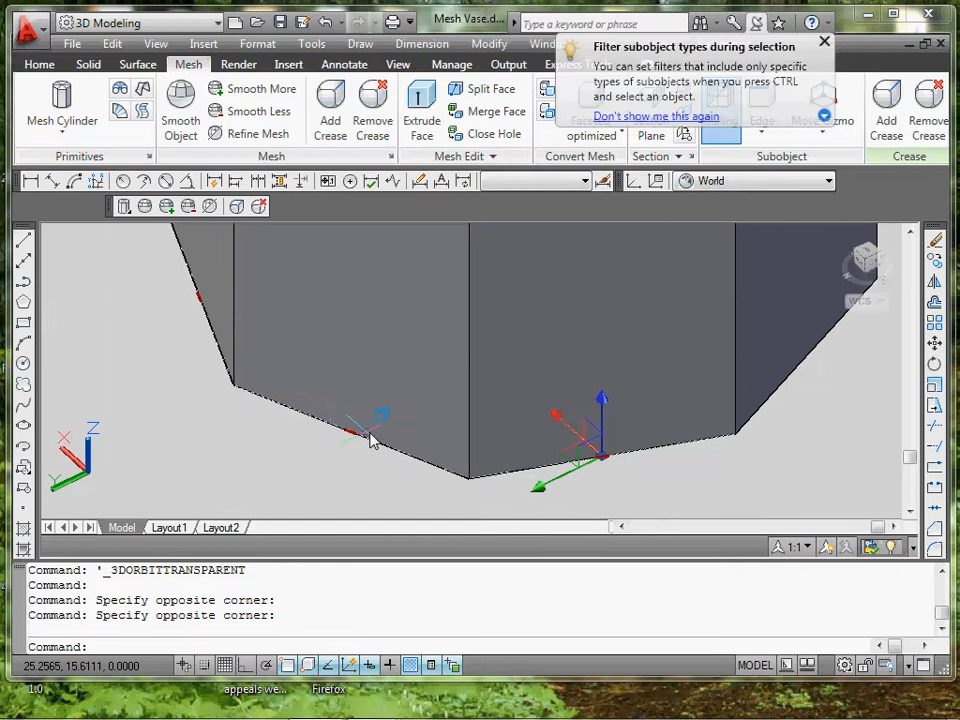 3D Modeling
Mesh Vase.d...
Type a keyword or phrase
File Edit View Insert Format Tools Draw Dimension Modify
Filter subobject types during selection
You can set filters that include only specific
types of subobjects when you press CTRL
and select an object.
Don't show me this again
Home Solid Surface Mesh Render Insert Annotate View Manage Output
Mesh Cylinder
Primitives
Smooth
Object
Smooth More
Smooth Less
Refine Mesh
Mesh
Add
Crease
Remove
Crease
Extrude
Face
Split Face
Merge Face
Close Hole
Mesh Edit
optimized
Convert Mesh
Plane
Section
Subobject
Add
Crease
Remove
Crease
Crease
World
WCS
X
Y
Z
Model Layout1 Layout2
1:1
Command: '_3DORBITTRANSPARENT
Command:
Command: Specify opposite corner:
Command: Specify opposite corner:
Command:
25.2565, 15.6111, 0.0000
MODEL
1.0
appeals we...
Firefox